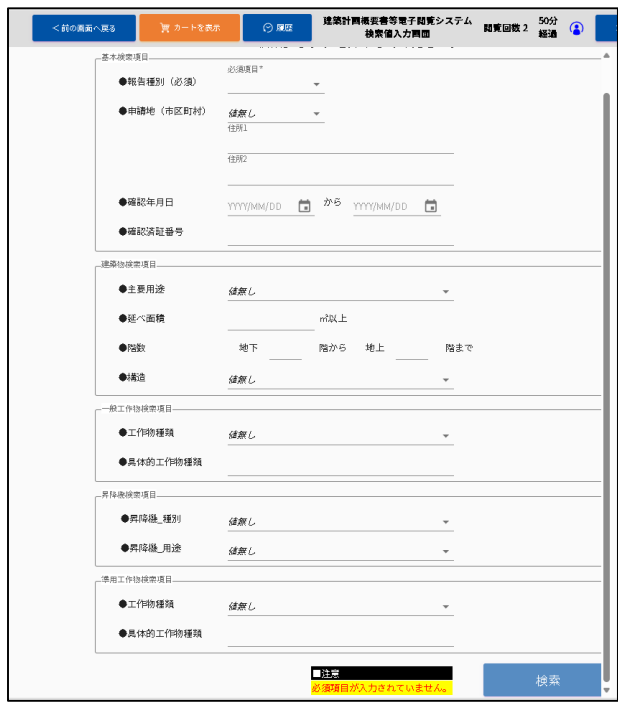 ＜前の画面へ戻る
カートを表示
履歴
建築計画概要書等電子閲覧システム
検索値入力画面
閲覧回数 2
50分
経過
基本検索項目
必須項目*
●報告種別（必須）
●申請地（市区町村）
値無し
住所1
住所2
●確認年月日
YYYY/MM/DD から YYYY/MM/DD
●確認済証番号
建築物検索項目
●主要用途 値無し
●延べ面積 ㎡以上
●階数 地下 階から 地上 階まで
●構造 値無し
一般工作物検索項目
●工作物種類 値無し
●具体的工作物種類
昇降機検索項目
●昇降機_種別 値無し
●昇降機_用途 値無し
準用工作物検索項目
●工作物種類 値無し
●具体的工作物種類
■注意
必須項目が入力されていません。
検索